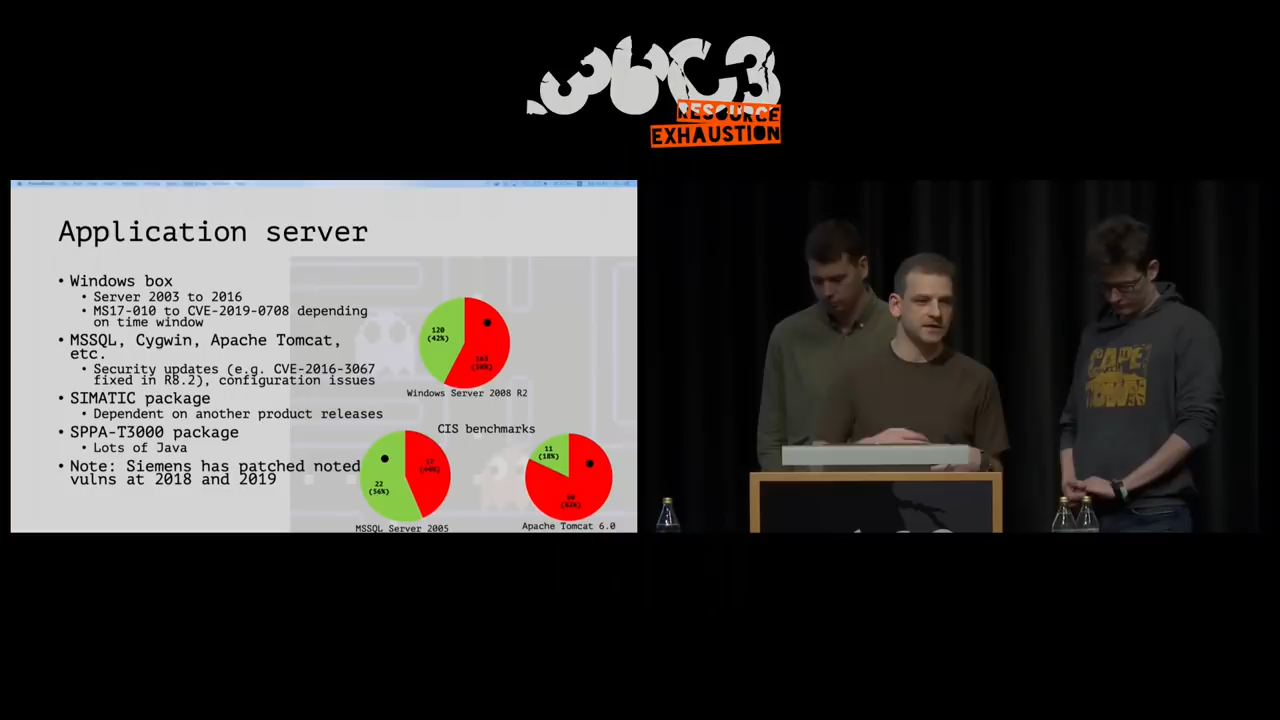 36C3
RESOURCE
EXHAUSTION
Application server
• Windows box
• Server 2003 to 2016
• MS17-010 to CVE-2019-0708 depending
on time window
• MSSQL, Cygwin, Apache Tomcat,
etc.
• Security updates (e.g. CVE-2016-3067
fixed in R8.2), configuration issues
• SIMATIC package
• Dependent on another product releases
• SPPA-T3000 package
• Lots of Java
• Note: Siemens has patched noted
vulns at 2018 and 2019
120
(42%)
Windows Server 2008 R2
CIS benchmarks
22
(56%)
MSSQL Server 2005
11
(18%)
Apache Tomcat 6.0
CAPE
TOWN